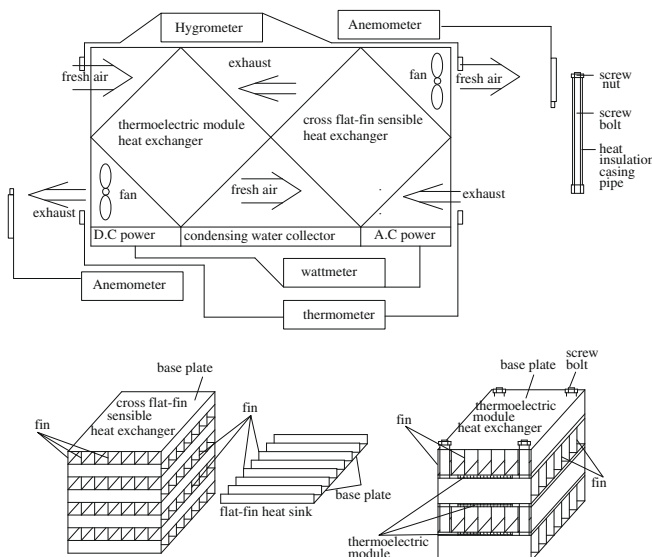 Hygrometer
Anemometer
fresh air
exhaust
fan
fresh air
thermoelectric module
heat exchanger
cross flat-fin sensible
heat exchanger
fan
fresh air
exhaust
exhaust
D.C power
condensing water collector
A.C power
wattmeter
Anemometer
thermometer
screw
nut
screw
bolt
heat
insulation
casing
pipe
base plate
cross flat-fin
sensible
heat exchanger
fin
fin
base plate
flat-fin heat sink
base plate
screw
bolt
thermoelectric
module
heat exchanger
fin
fin
thermoelectric
module